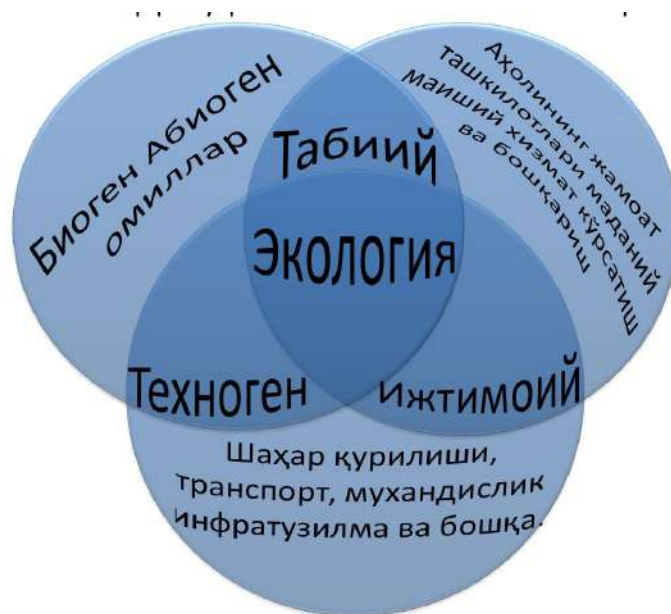 Биоген Абиоген
омиллар
Аҳолининг жамоат
ташкилотлари маданий
маиший хизмат кўрсатиш
ва бошқариш
Табиий
Экология
Техноген
ижтимоий
Шаҳар қурилиши,
транспорт, мухандислик
инфратузилма ва бошқа.